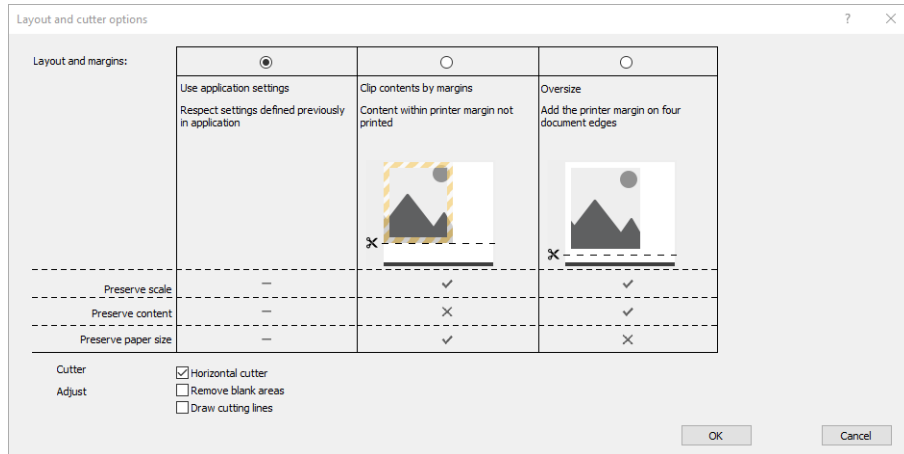 Layout and cutter options
Layout and margins:
Use application settings
Respect settings defined previously
in application
Clip contents by margins
Content within printer margin not
printed
Oversize
Add the printer margin on four
document edges
Preserve scale
Preserve content
Preserve paper size
Cutter
Horizontal cutter
Adjust
Remove blank areas
Draw cutting lines
OK
Cancel